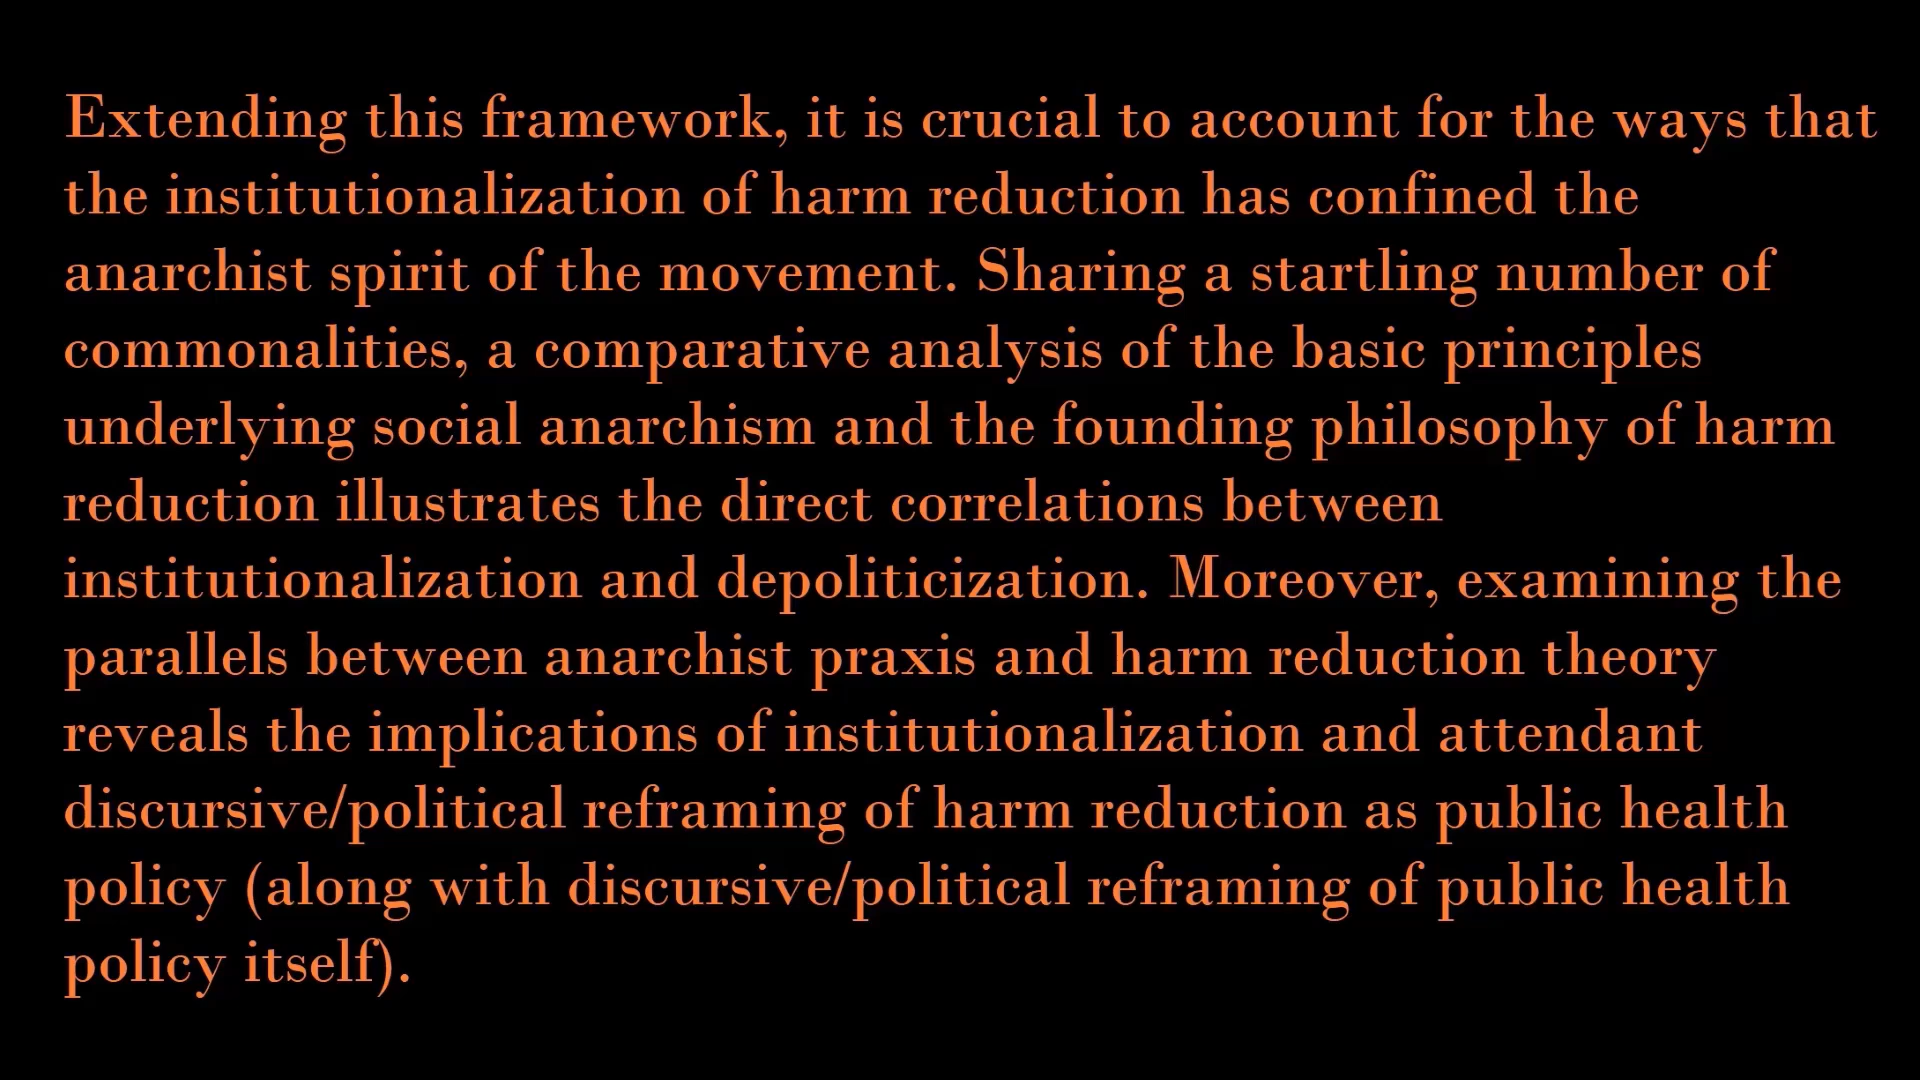 Extending this framework, it is crucial to account for the ways that
the institutionalization of harm reduction has confined the
anarchist spirit of the movement. Sharing a startling number of
commonalities, a comparative analysis of the basic principles
underlying social anarchism and the founding philosophy of harm
reduction illustrates the direct correlations between
institutionalization and depoliticization. Moreover, examining the
parallels between anarchist praxis and harm reduction theory
reveals the implications of institutionalization and attendant
discursive/political reframing of harm reduction as public health
policy (along with discursive/political reframing of public health
policy itself).